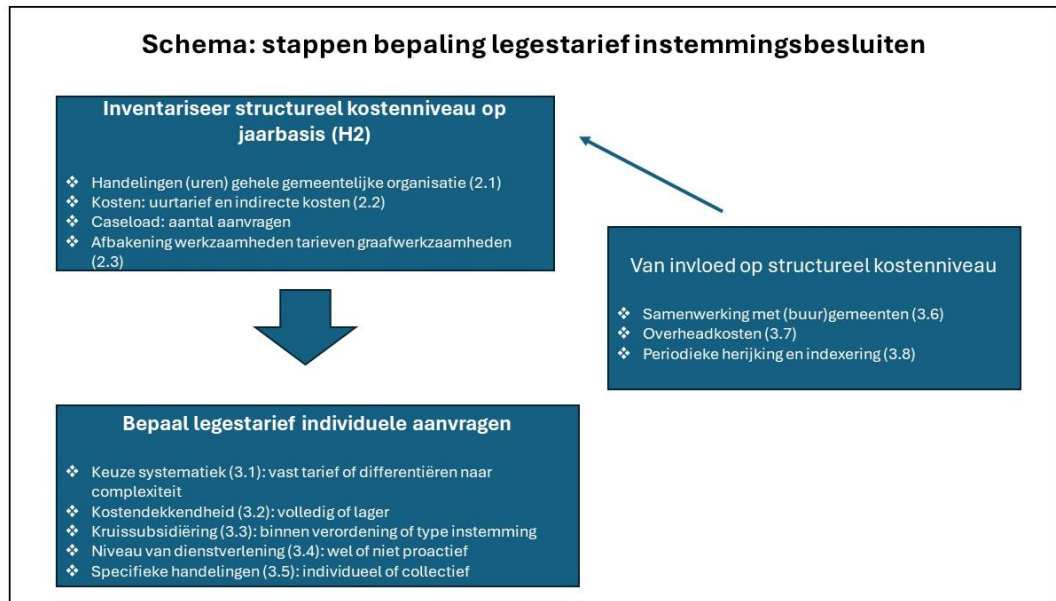 Schema: stappen bepaling legestarief instemmingsbesluiten
Inventariseer structureel kostenniveau op
jaarbasis (H2)
❖ Handelingen (uren) gehele gemeentelijke organisatie (2.1)
❖ Kosten: uurtarief en indirecte kosten (2.2)
❖ Caseload: aantal aanvragen
❖ Afbakening werkzaamheden tarieven graafwerkzaamheden
(2.3)
Van invloed op structureel kostenniveau
❖ Samenwerking met (buur)gemeenten (3.6)
❖ Overheadkosten (3.7)
❖ Periodieke herijking en indexering (3.8)
Bepaal legestarief individuele aanvragen
❖ Keuze systematiek (3.1): vast tarief of differentiëren naar
complexiteit
❖ Kostendekkendheid (3.2): volledig of lager
❖ Kruissubsidiëring (3.3): binnen verordening of type instemming
❖ Niveau van dienstverlening (3.4): wel of niet proactief
❖ Specifieke handelingen (3.5): individueel of collectief